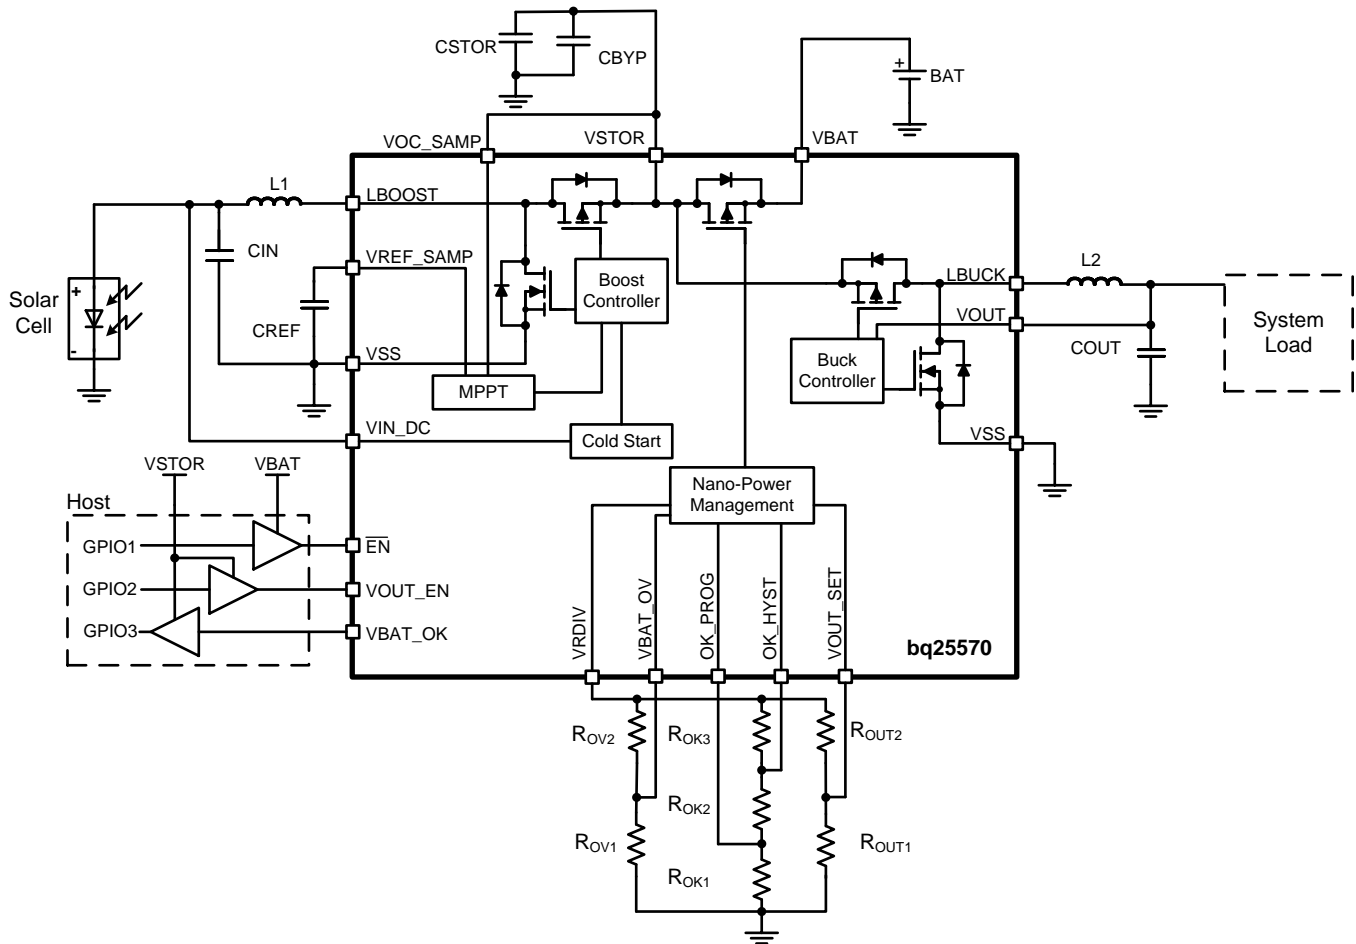 CSTOR
CBYP
+
BAT
VOC_SAMP
VSTOR
VBAT
L1
LBOOST
CIN
VREF_SAMP
Boost
Controller
LBUCK
L2
Solar
Cell
+
-
CREF
VOUT
System
Load
COUT
Buck
Controller
VSS
MPPT
VIN_DC
Cold Start
VSS
VSTOR
VBAT
Nano-Power
Management
Host
GPIO1
EN
GPIO2
VOUT_EN
GPIO3
VBAT_OK
VRDIV
VBAT_OV
OK_PROG
OK_HYST
VOUT_SET
bq25570
ROV2
ROK3
ROUT2
ROK2
ROV1
ROUT1
ROK1